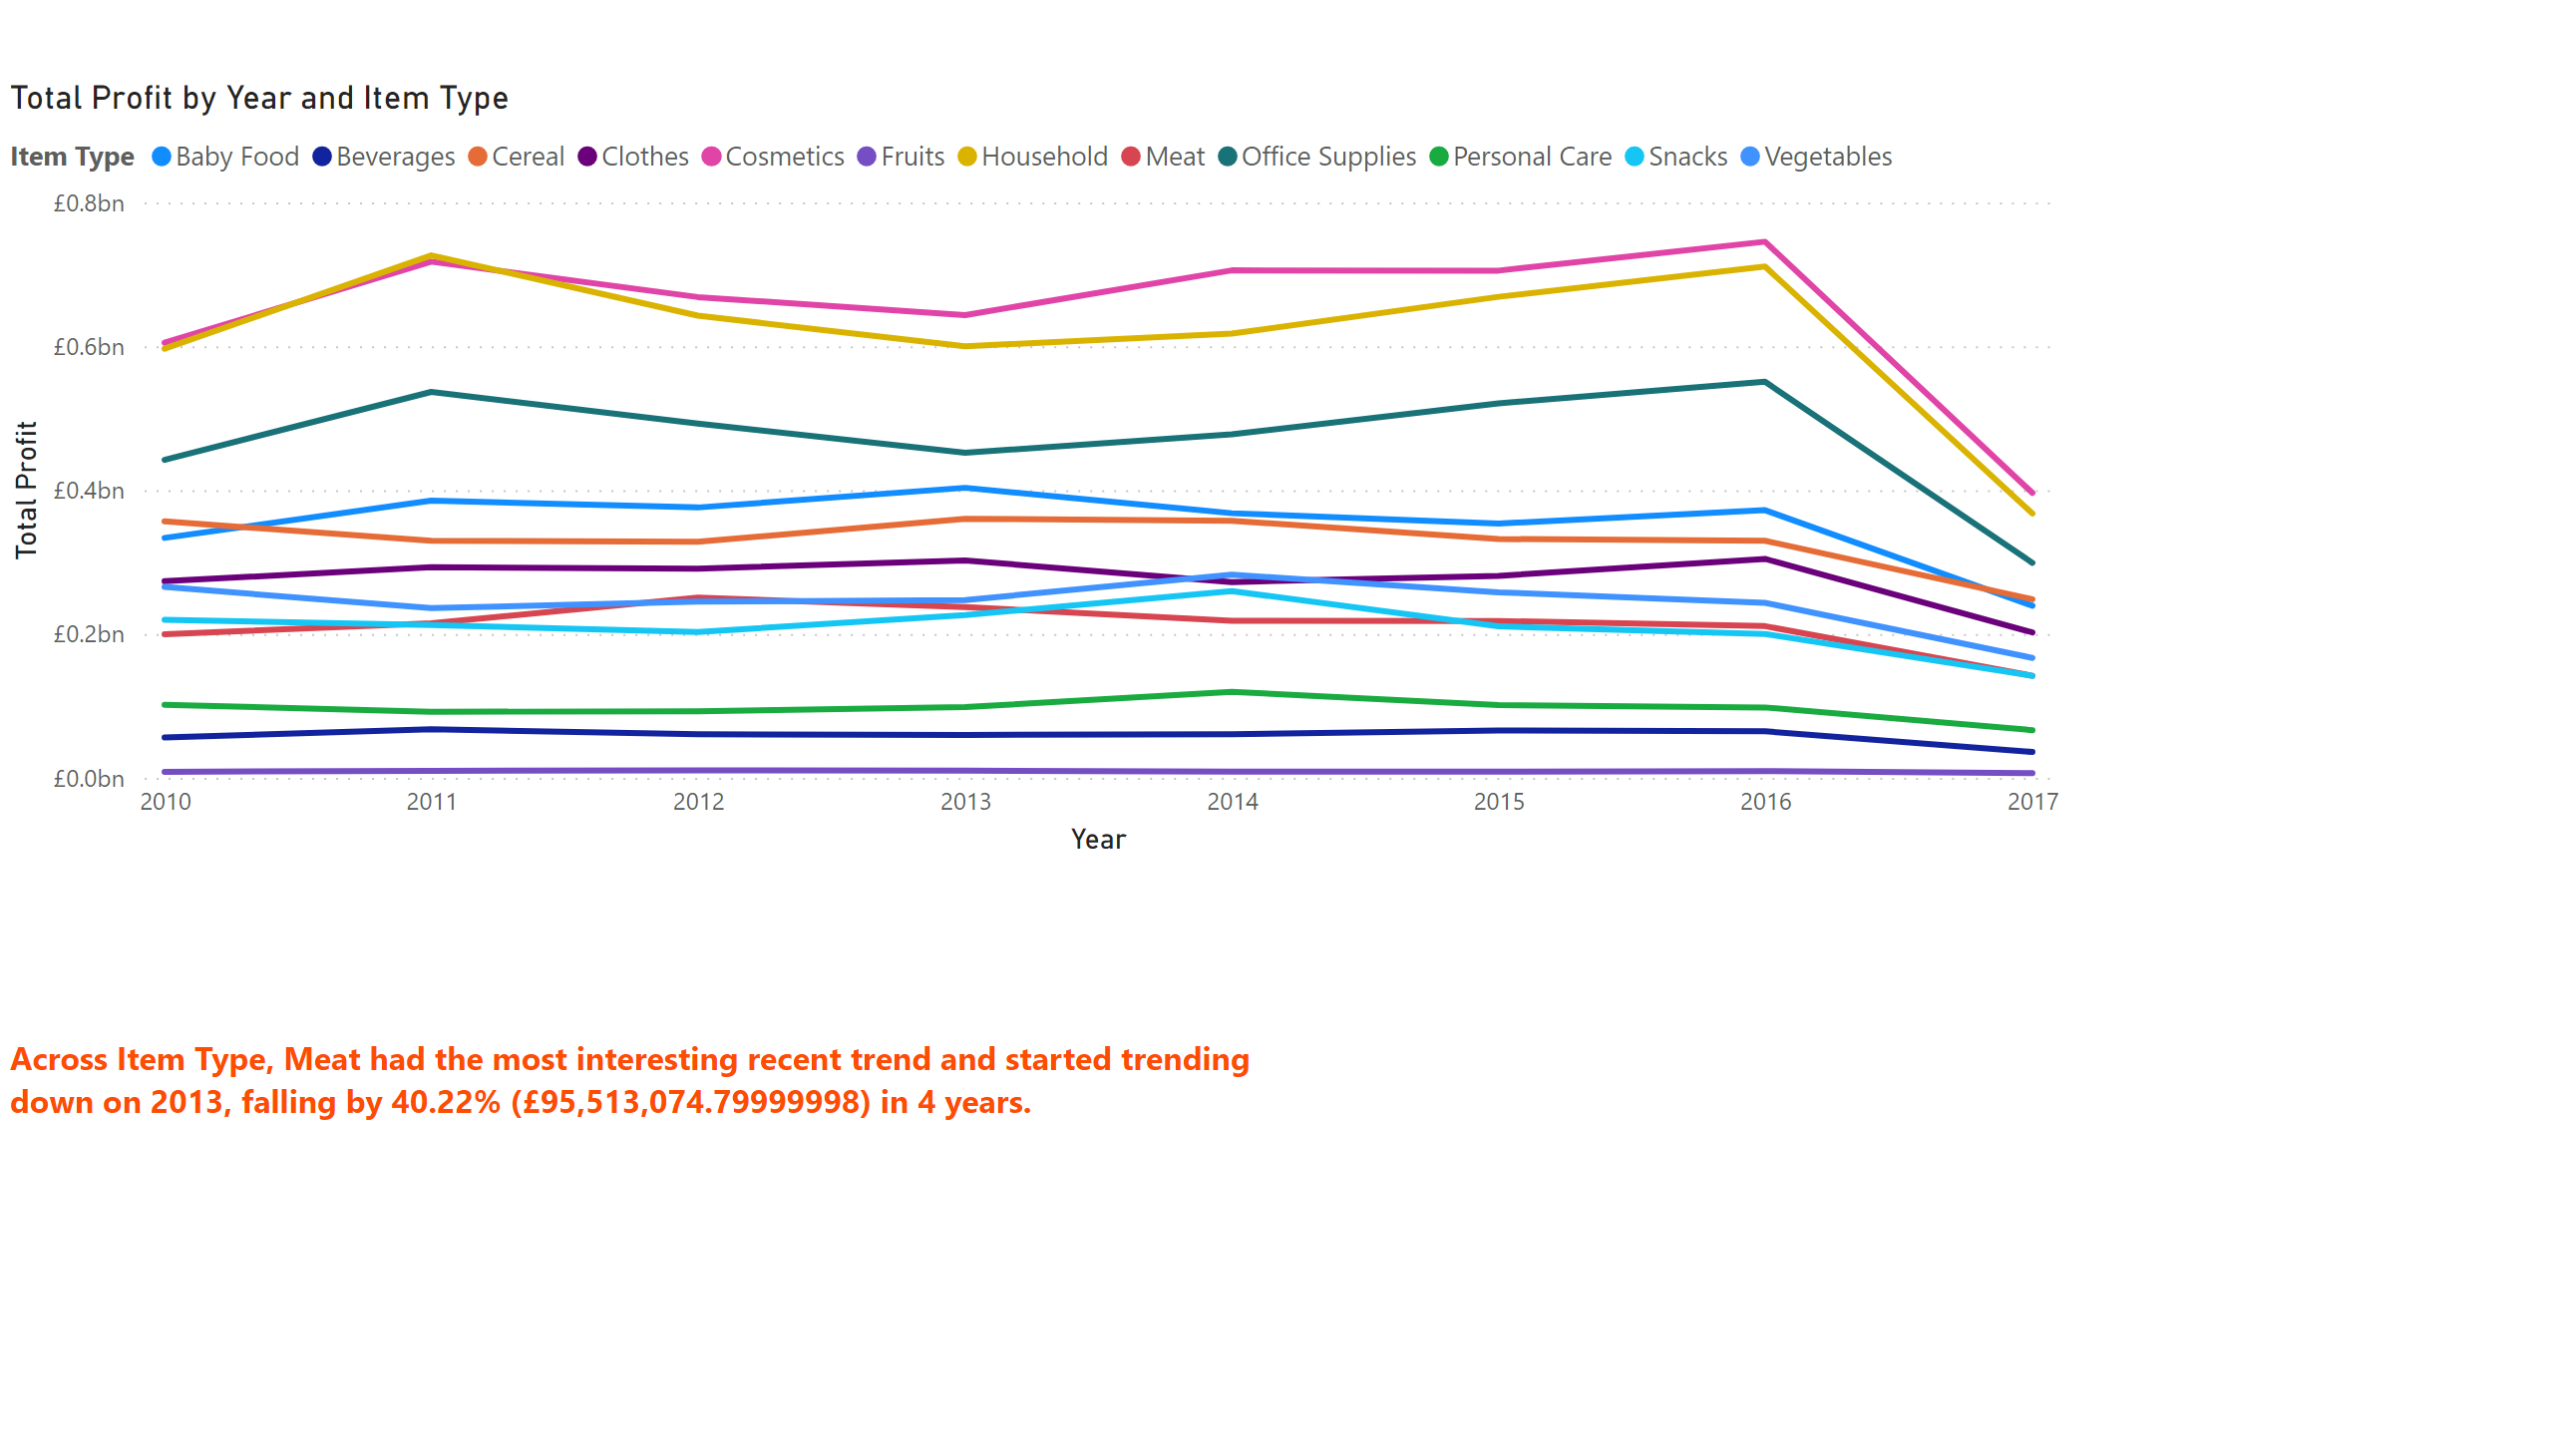 Total Profit by Year and Item Type
Item Type Baby Food Beverages Cereal Clothes Cosmetics Fruits Household Meat Office Supplies Personal Care Snacks Vegetables
£0.8bn
£0.6bn
£0.4bn
£0.2bn
£0.0bn
Total Profit
2010 2011 2012 2013 2014 2015 2016 2017
Year
Across Item Type, Meat had the most interesting recent trend and started trending
down on 2013, falling by 40.22% (£95,513,074.79999998) in 4 years.